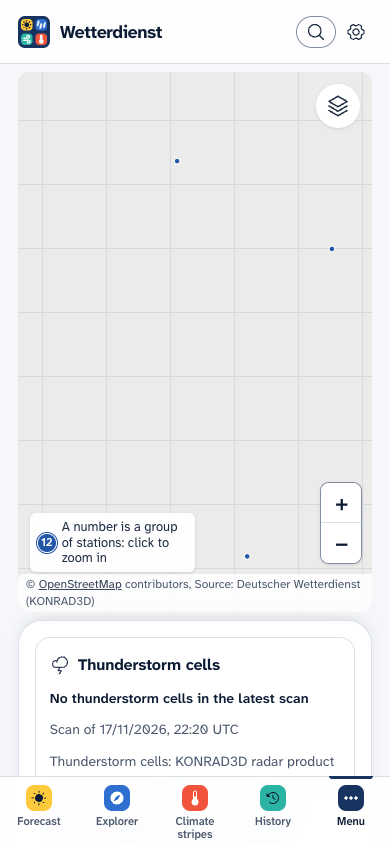 Wetterdienst
+
−
12
A number is a group
of stations: click to
zoom in
© OpenStreetMap contributors, Source: Deutscher Wetterdienst
(KONRAD3D)
Thunderstorm cells
No thunderstorm cells in the latest scan
Scan of 17/11/2026, 22:20 UTC
Thunderstorm cells: KONRAD3D radar product
Forecast
Explorer
Climate
stripes
History
Menu